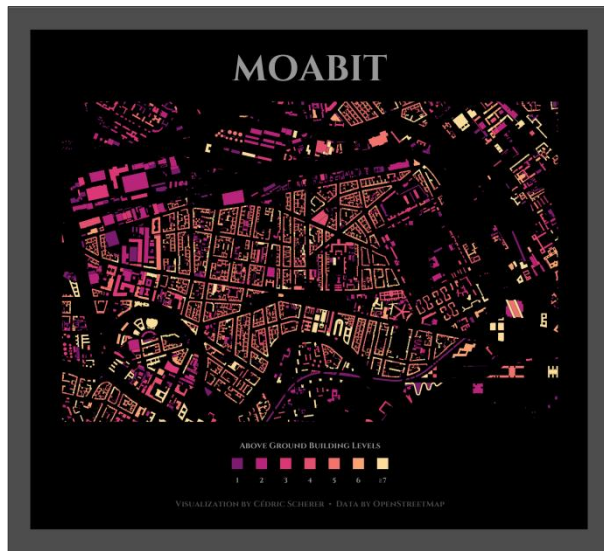 MOABIT
Above Ground Building Levels
1 2 3 4 5 6 ≥7
Visualization by Cédric Scherer • Data by OpenStreetMap